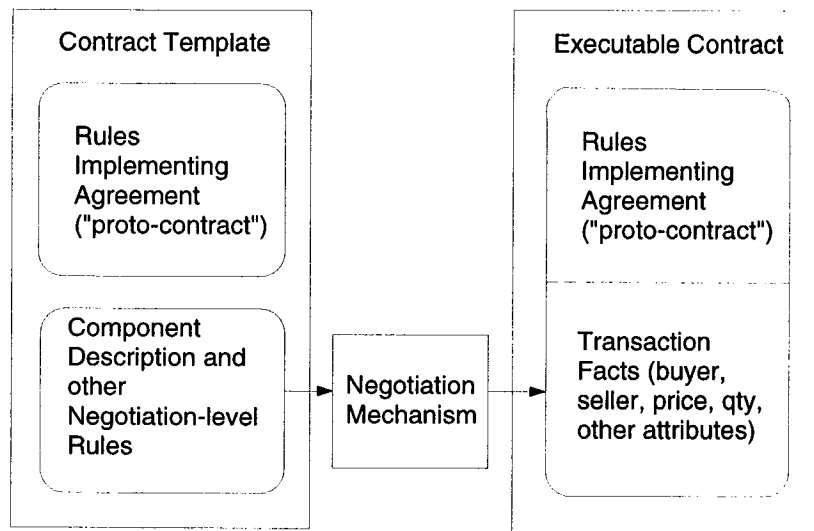 Contract Template
Rules
Implementing
Agreement
("proto-contract")
Component
Description and
other
Negotiation-level
Rules
Negotiation
Mechanism
Executable Contract
Rules
Implementing
Agreement
("proto-contract")
Transaction
Facts (buyer,
seller, price, qty,
other attributes)